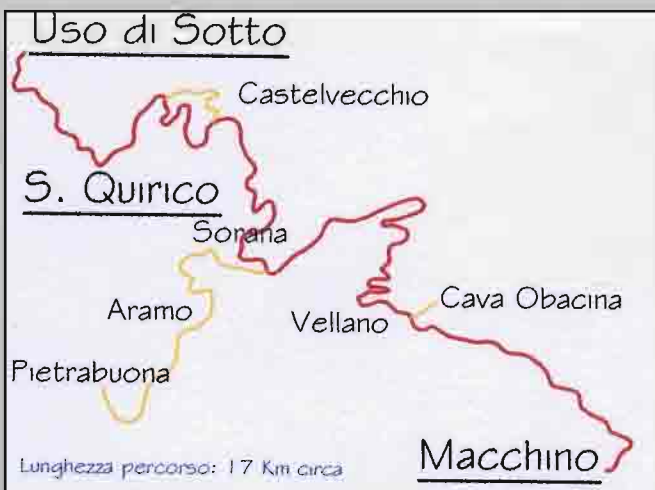 Uso di Sotto
Castelvecchio
S. Quirico
Sorana
Aramo
Vellano
Cava Obacina
Pietrabuona
Macchino
Lunghezza percorso: 17 Km circa